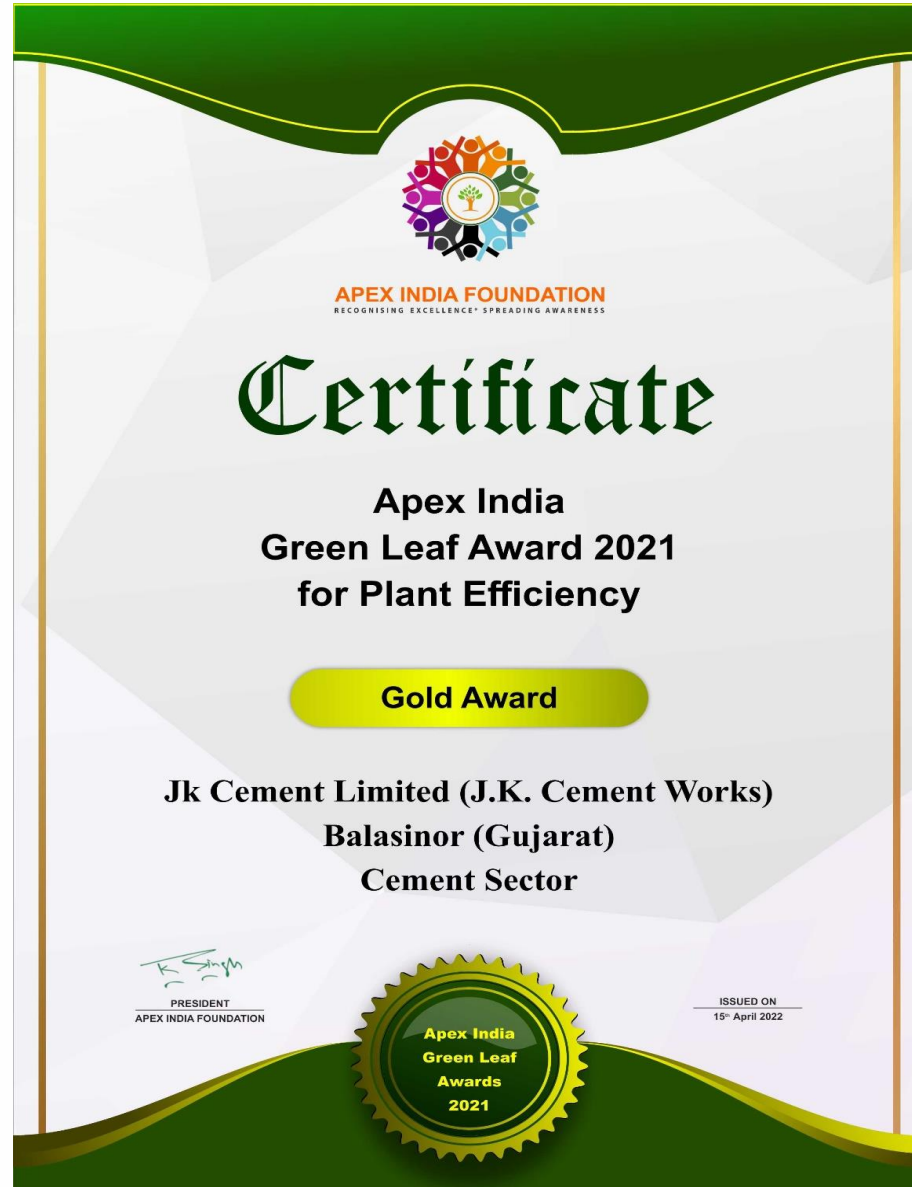 APEX INDIA FOUNDATION
RECOGNISING EXCELLENCE* SPREADING AWARENESS
Certificate
Apex India
Green Leaf Award 2021
for Plant Efficiency
Gold Award
Jk Cement Limited (J.K. Cement Works)
Balasinor (Gujarat)
Cement Sector
K Singh
PRESIDENT
APEX INDIA FOUNDATION
Apex India
Green Leaf
Awards
2021
ISSUED ON
15th April 2022